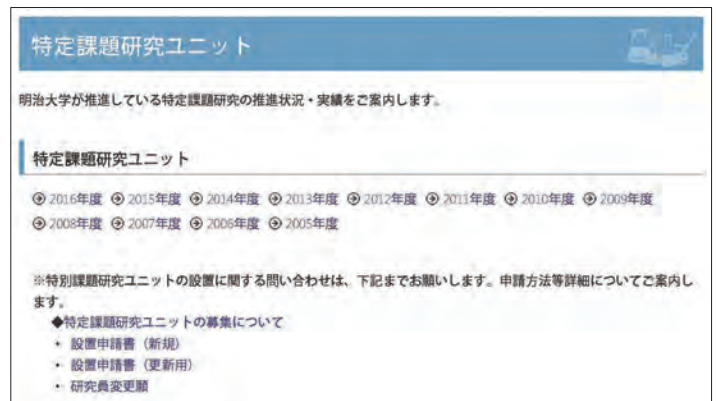 特定課題研究ユニット
明治大学が推進している特定課題研究の推進状況・実績をご案内します。
特定課題研究ユニット
2016年度 2015年度 2014年度 2013年度 2012年度 2011年度 2010年度 2009年度
2008年度 2007年度 2006年度 2005年度
※特別課題研究ユニットの設置に関する問い合わせは、下記までお願いします。申請方法等詳細についてご案内し
ます。
◆特定課題研究ユニットの募集について
・ 設置申請書（新規）
・ 設置申請書（更新用）
・ 研究員変更願